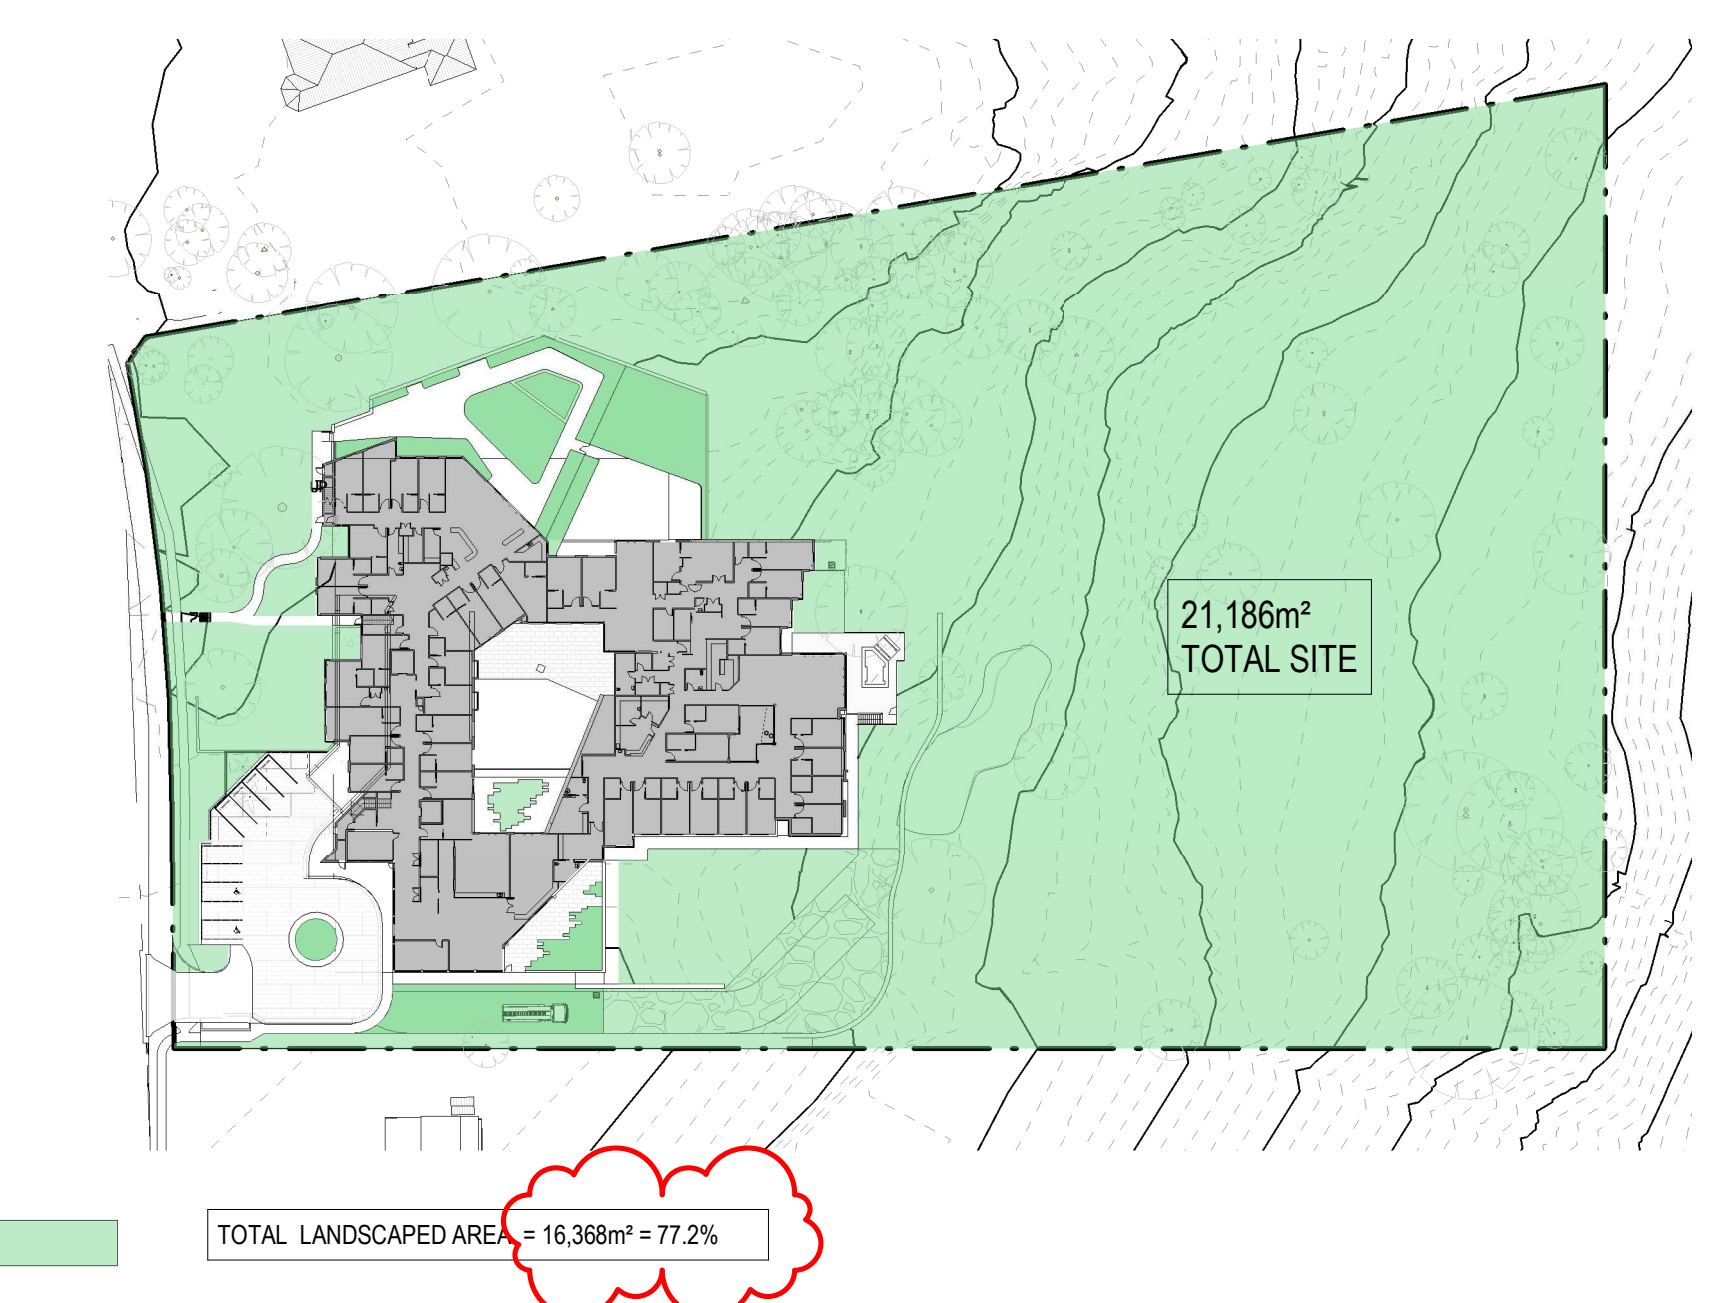 21,186m²
TOTAL SITE
TOTAL LANDSCAPED AREA = 16,368m² = 77.2%